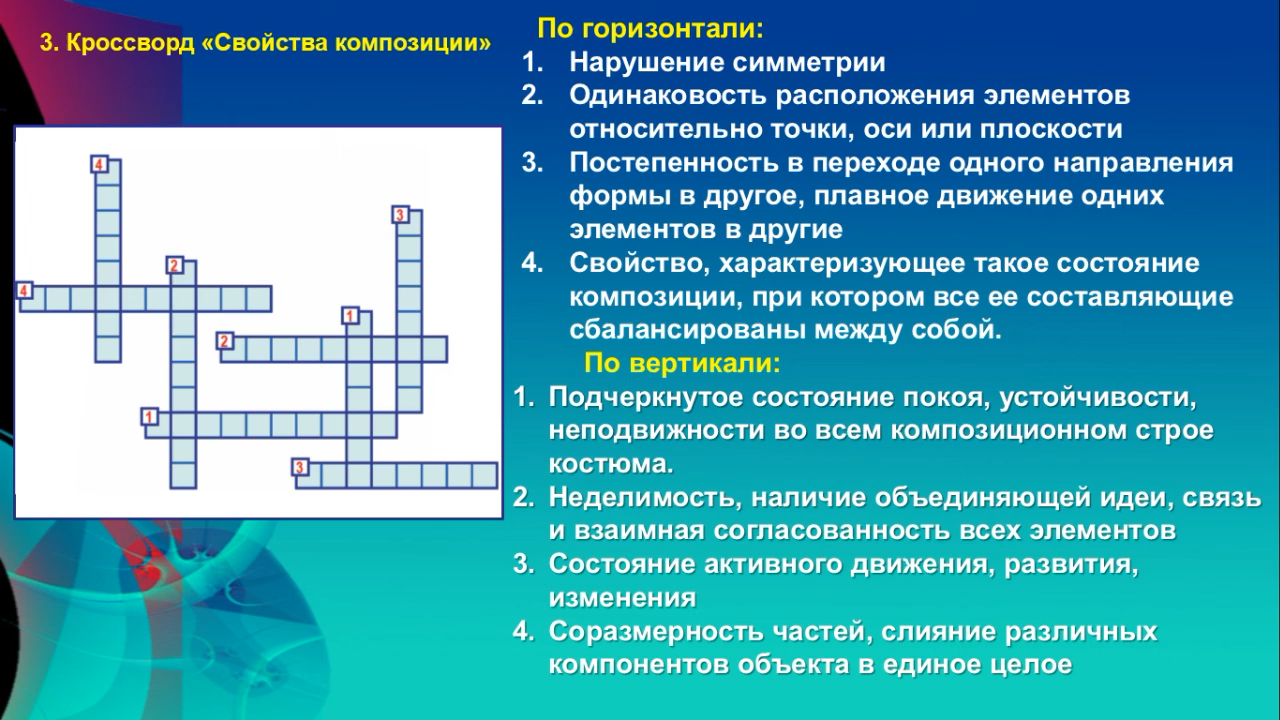 3. Кроссворд «Свойства композиции»
4
3
2
4
1
2
1
3
По горизонтали:
1. Нарушение симметрии
2. Одинаковость расположения элементов
относительно точки, оси или плоскости
3. Постепенность в переходе одного направления
формы в другое, плавное движение одних
элементов в другие
4. Свойство, характеризующее такое состояние
композиции, при котором все ее составляющие
сбалансированы между собой.
По вертикали:
1. Подчеркнутое состояние покоя, устойчивости,
неподвижности во всем композиционном строе
костюма.
2. Неделимость, наличие объединяющей идеи, связь
и взаимная согласованность всех элементов
3. Состояние активного движения, развития,
изменения
4. Соразмерность частей, слияние различных
компонентов объекта в единое целое